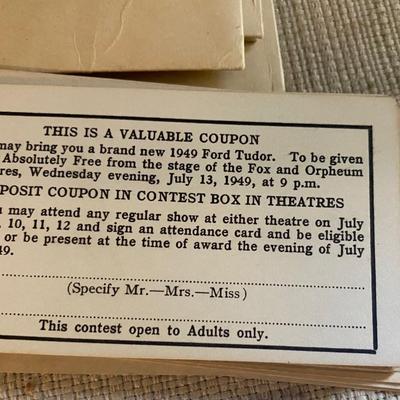 THIS IS A VALUABLE COUPON
may bring you a brand new 1949 Ford Tudor. To be given
Absolutely Free from the stage of the Fox and Orpheum
res, Wednesday evening, July 13, 1949, at 9 p.m.
POSIT COUPON IN CONTEST BOX IN THEATRES
u may attend any regular show at either theatre on July
, 10, 11, 12 and sign an attendance card and be eligible
or be present at the time of award the evening of July
49.
(Specify Mr.—Mrs.—Miss)
This contest open to Adults only.